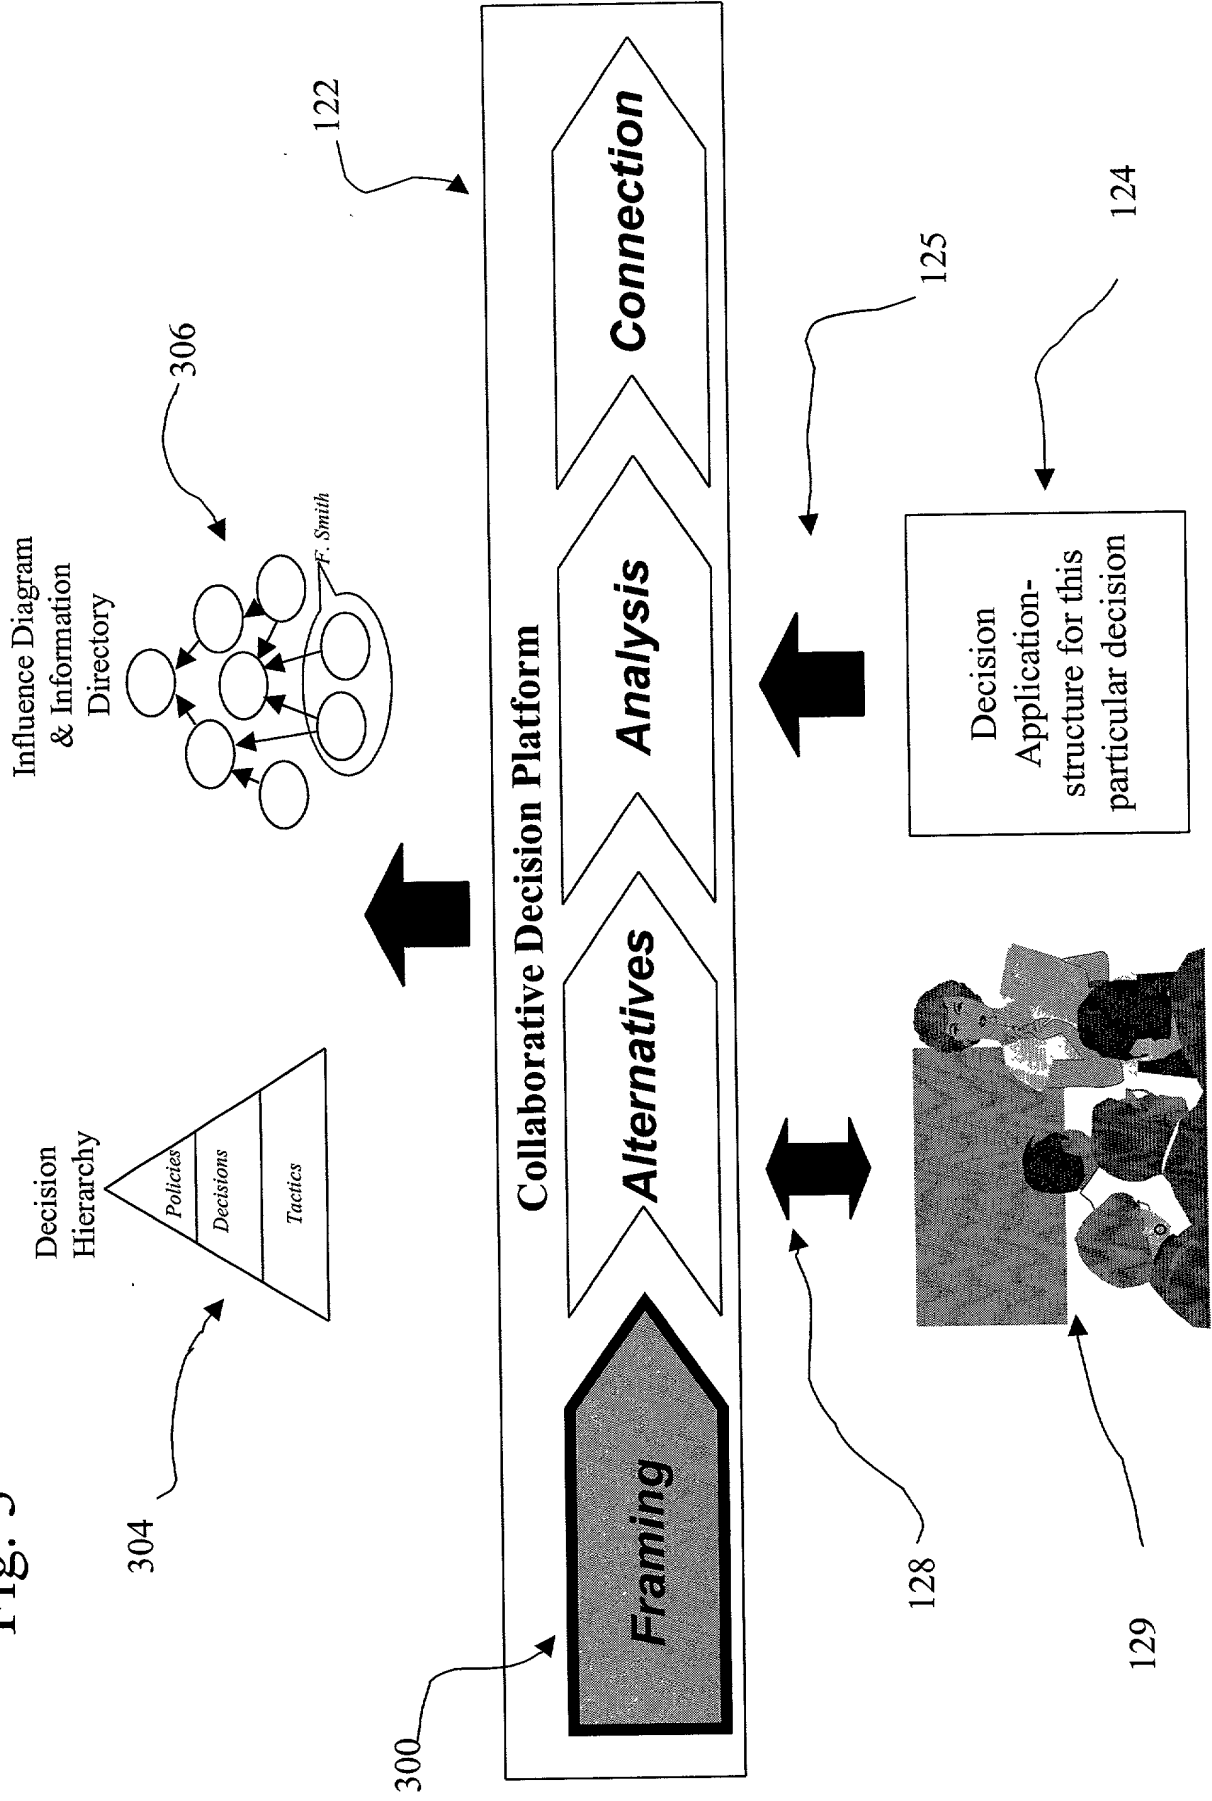 Fig. 3
304
Decision
Hierarchy
Policies
Decisions
Tactics
Influence Diagram
& Information
Directory
306
F. Smith
122
300
Collaborative Decision Platform
Framing
Alternatives
Analysis
Connection
128
129
125
124
Decision
Application-
structure for this
particular decision